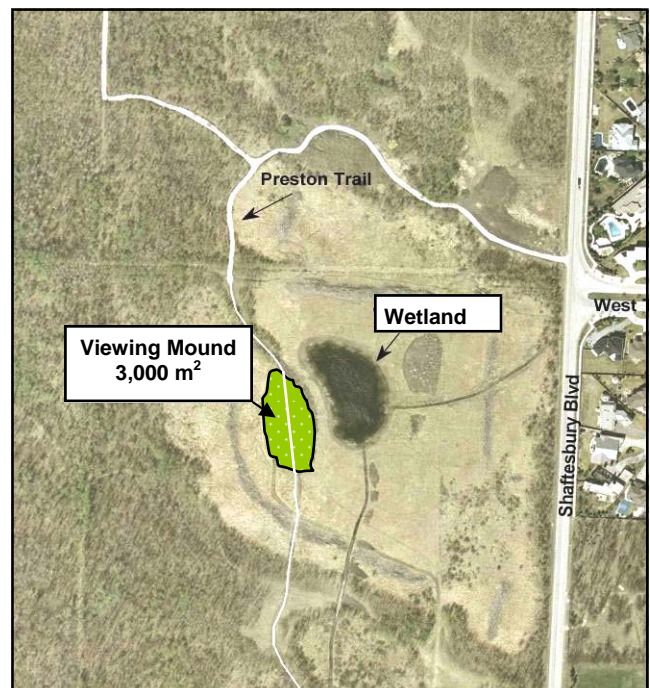 Preston Trail
Wetland
West
Viewing Mound
3,000 m²
Shaftesbury Blvd